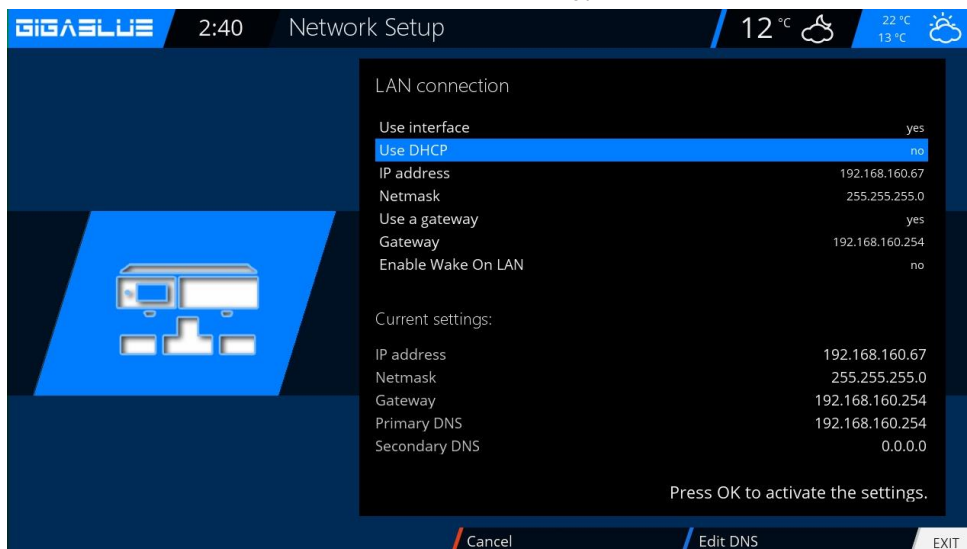 GIGABLUE 2:40 Network Setup 12 °C 22 °C
13 °C
LAN connection
Use interface yes
Use DHCP no
IP address 192.168.160.67
Netmask 255.255.255.0
Use a gateway yes
Gateway 192.168.160.254
Enable Wake On LAN no
Current settings:
IP address 192.168.160.67
Netmask 255.255.255.0
Gateway 192.168.160.254
Primary DNS 192.168.160.254
Secondary DNS 0.0.0.0
Press OK to activate the settings.
Cancel Edit DNS EXIT